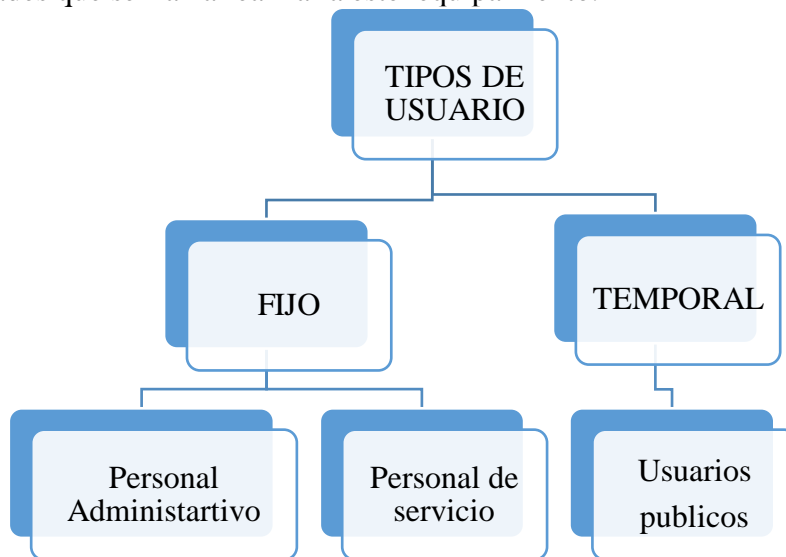 TIPOS DE
USUARIO
FIJO
TEMPORAL
Personal
Administartivo
Personal de
servicio
Usuarios
publicos